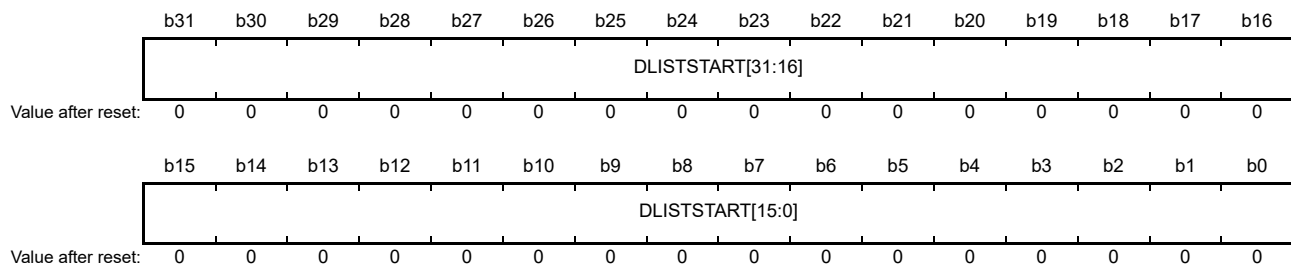 b31 b30 b29 b28 b27 b26 b25 b24 b23 b22 b21 b20 b19 b18 b17 b16
DLISTSTART[31:16]
Value after reset: 0 0 0 0 0 0 0 0 0 0 0 0 0 0 0 0
b15 b14 b13 b12 b11 b10 b9 b8 b7 b6 b5 b4 b3 b2 b1 b0
DLISTSTART[15:0]
Value after reset: 0 0 0 0 0 0 0 0 0 0 0 0 0 0 0 0